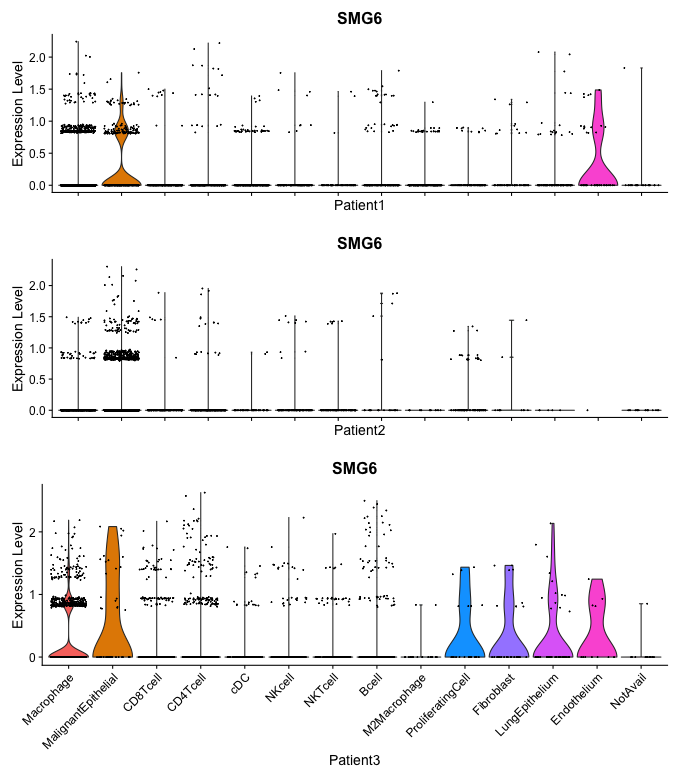 SMG6
Expression Level
2.0
1.5
1.0
0.5
0.0
Patient1
SMG6
Expression Level
2.0
1.5
1.0
0.5
0.0
Patient2
SMG6
Expression Level
2
1
0
Macrophage
MalignantEpithelial
CD8Tcell
CD4Tcell
cDC
NKcell
NKTcell
Bcell
M2Macrophage
ProliferatingCell
Fibroblast
LungEpithelium
Endothelium
NotAvail
Patient3